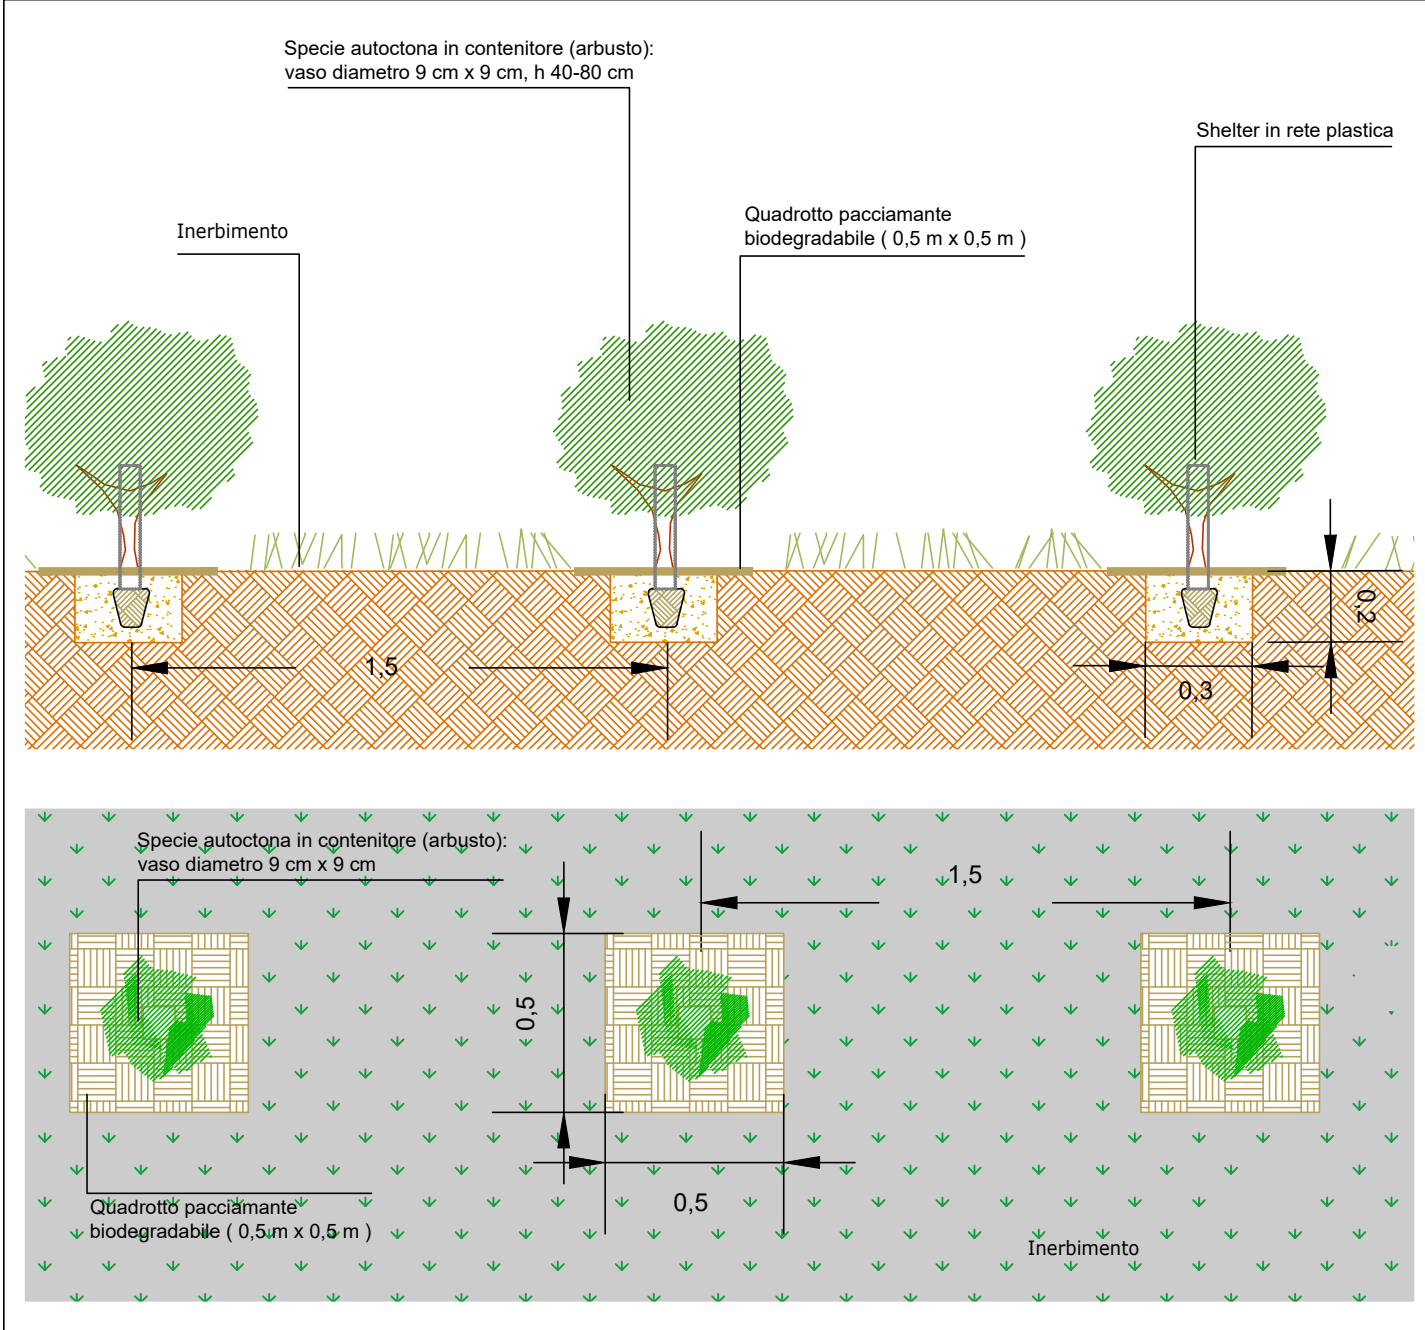 Specie autoctona in contenitore (arbusto):
vaso diametro 9 cm x 9 cm, h 40-80 cm
Shelter in rete plastica
Quadrotto pacciamante
biodegradabile ( 0,5 m x 0,5 m )
Inerbimento
0,2
1,5
0,3
Specie autoctona in contenitore (arbusto):
vaso diametro 9 cm x 9 cm
1,5
0,5
0,5
Quadrotto pacciamante
biodegradabile ( 0,5 m x 0,5 m )
Inerbimento